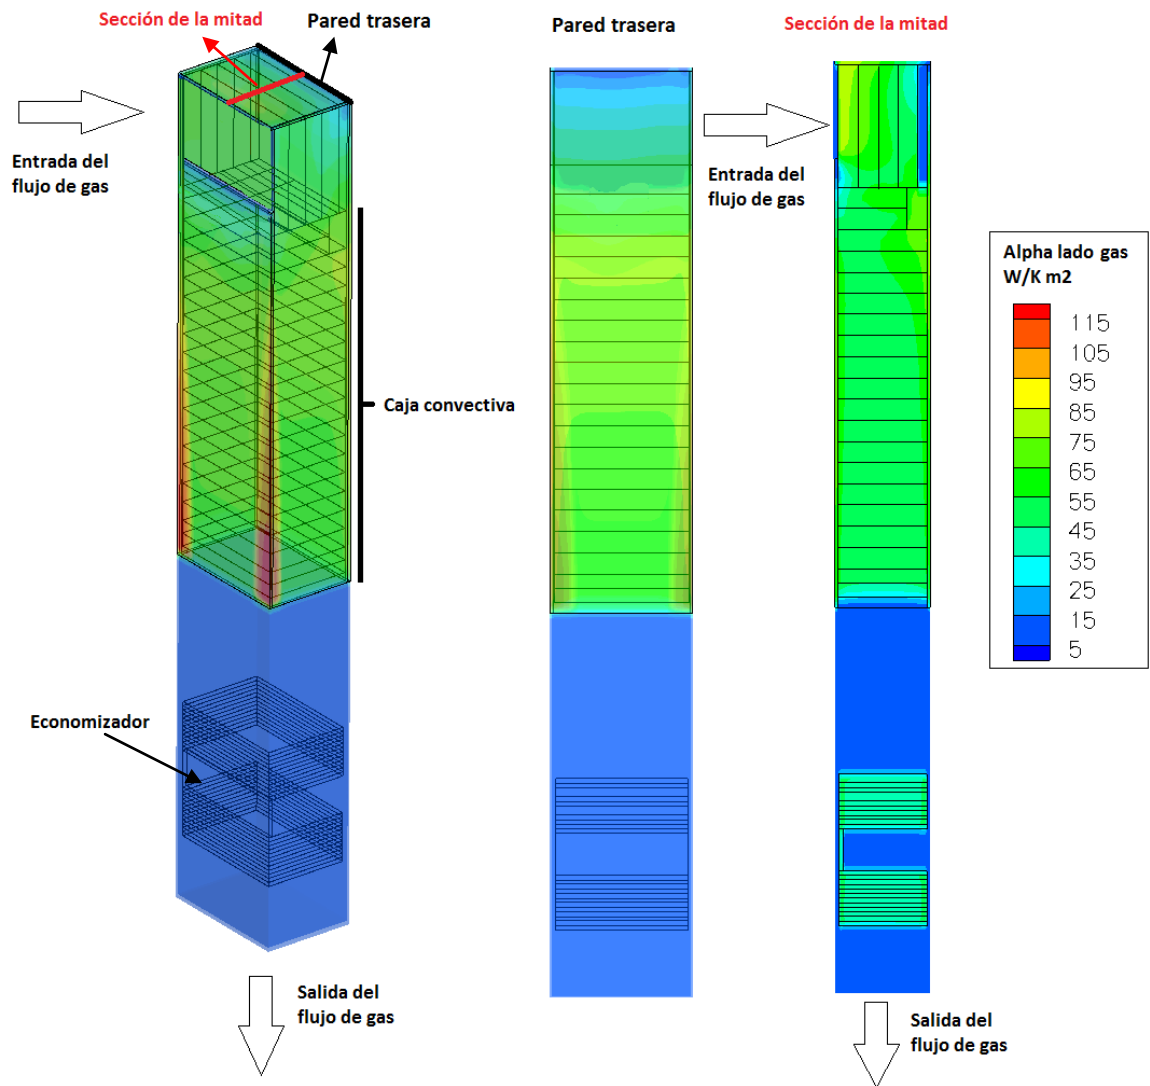 Sección de la mitad
Pared trasera
Entrada del
flujo de gas
Caja convectiva
Economizador
Salida del
flujo de gas
Pared trasera
Entrada del
flujo de gas
Sección de la mitad
Salida del
flujo de gas
Alpha lado gas
W/K m2
115
105
95
85
75
65
55
45
35
25
15
5